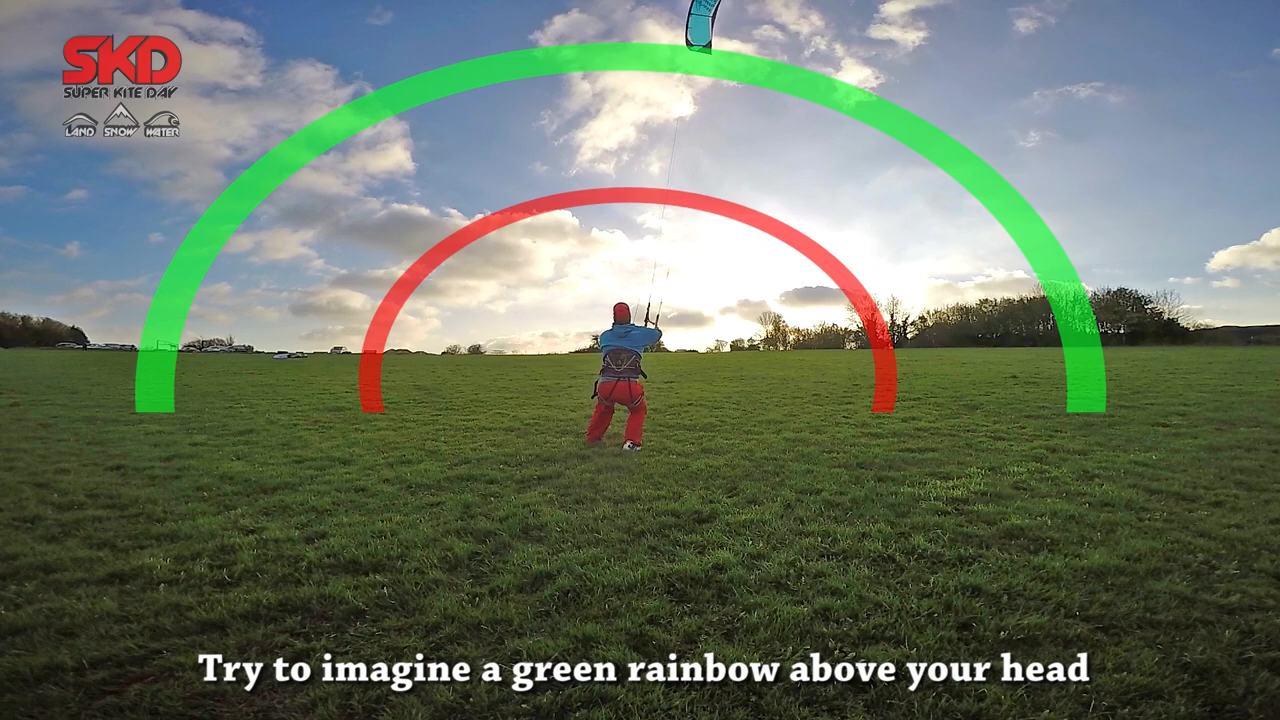 SKD
SUPER KITE DAY
LAND SNOW WATER
Try to imagine a green rainbow above your head